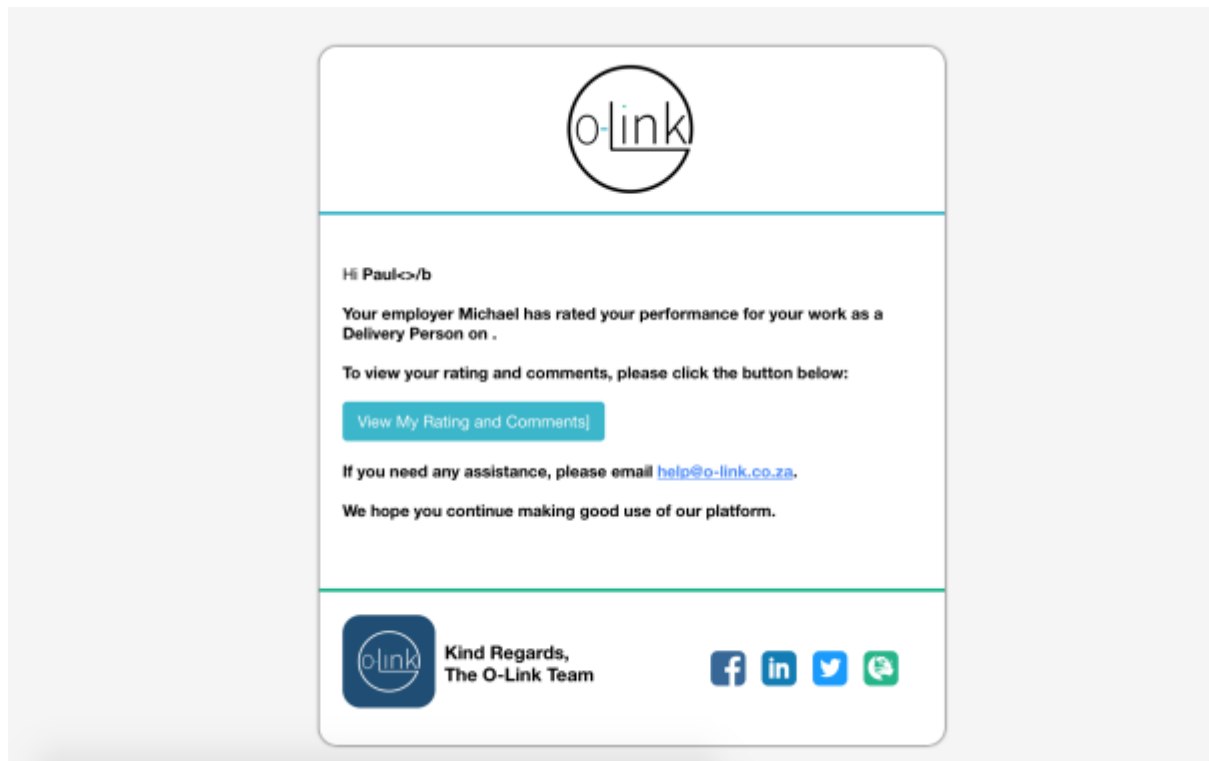 o-link
Hi Paul<>/b
Your employer Michael has rated your performance for your work as a
Delivery Person on .
To view your rating and comments, please click the button below:
View My Rating and Comments]
If you need any assistance, please email help@o-link.co.za.
We hope you continue making good use of our platform.
o-link
Kind Regards,
The O-Link Team
f
in